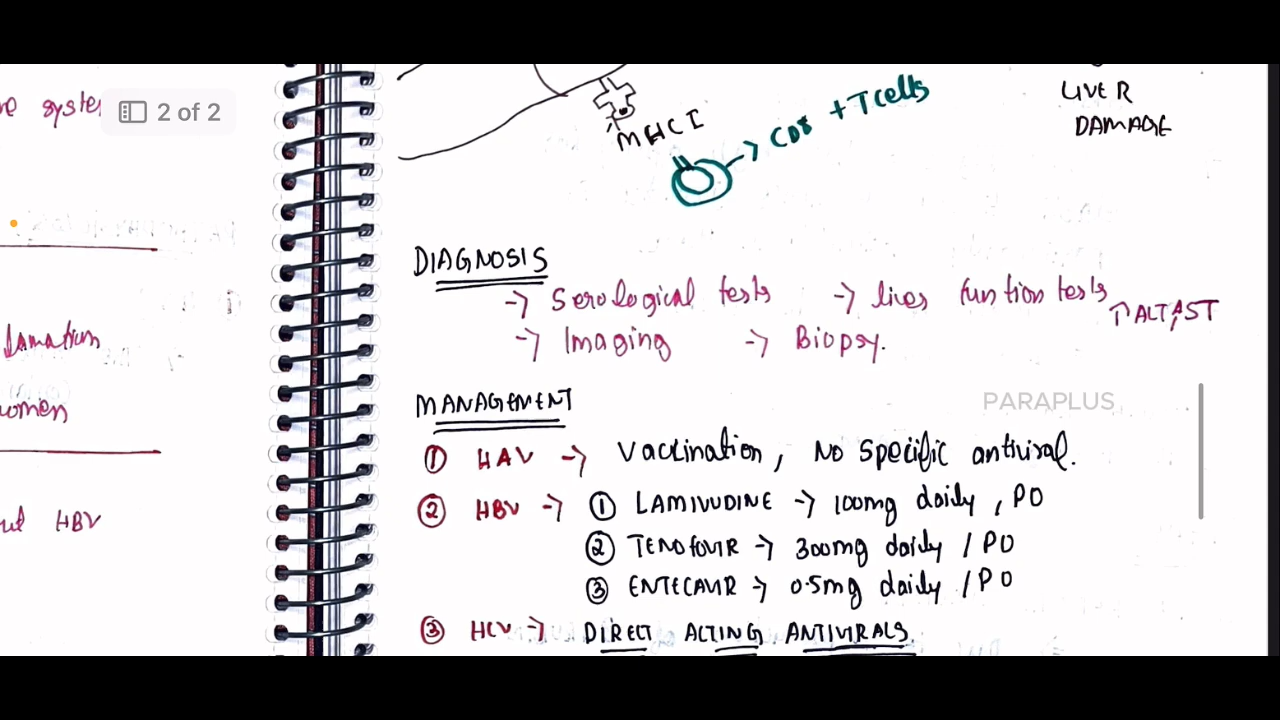 2 of 2
LIVER
DAMAGE
MHC I
→ CD8 + T cells
DIAGNOSIS
→ Serological tests → liver funtion tests ↑ALT, AST
→ Imaging → Biopsy.
MANAGEMENT
PARAPLUS
① HAV → Vaccination, No specific antiviral.
② HBV → ① LAMIVUDINE → 100mg daily, PO
② TENOFOVIR → 300mg daily / PO
③ ENTECAVIR → 0.5mg daily / PO
③ HCV → DIRECT ACTING ANTIVIRALS.
women
HBV